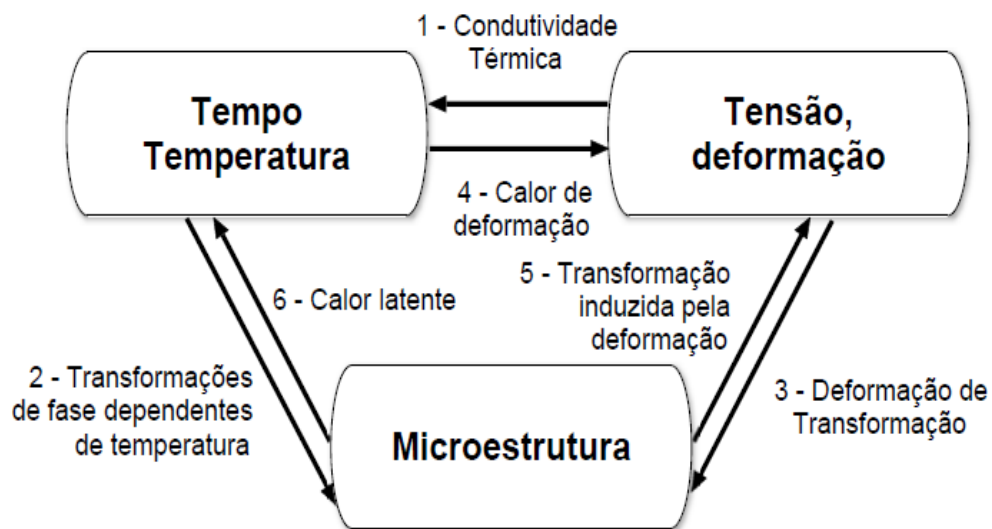 1 - Condutividade
Térmica
Tempo
Temperatura
Tensão,
deformação
4 - Calor de
deformação
5 - Transformação
induzida pela
deformação
6 - Calor latente
2 - Transformações
de fase dependentes
de temperatura
3 - Deformação de
Transformação
Microestrutura